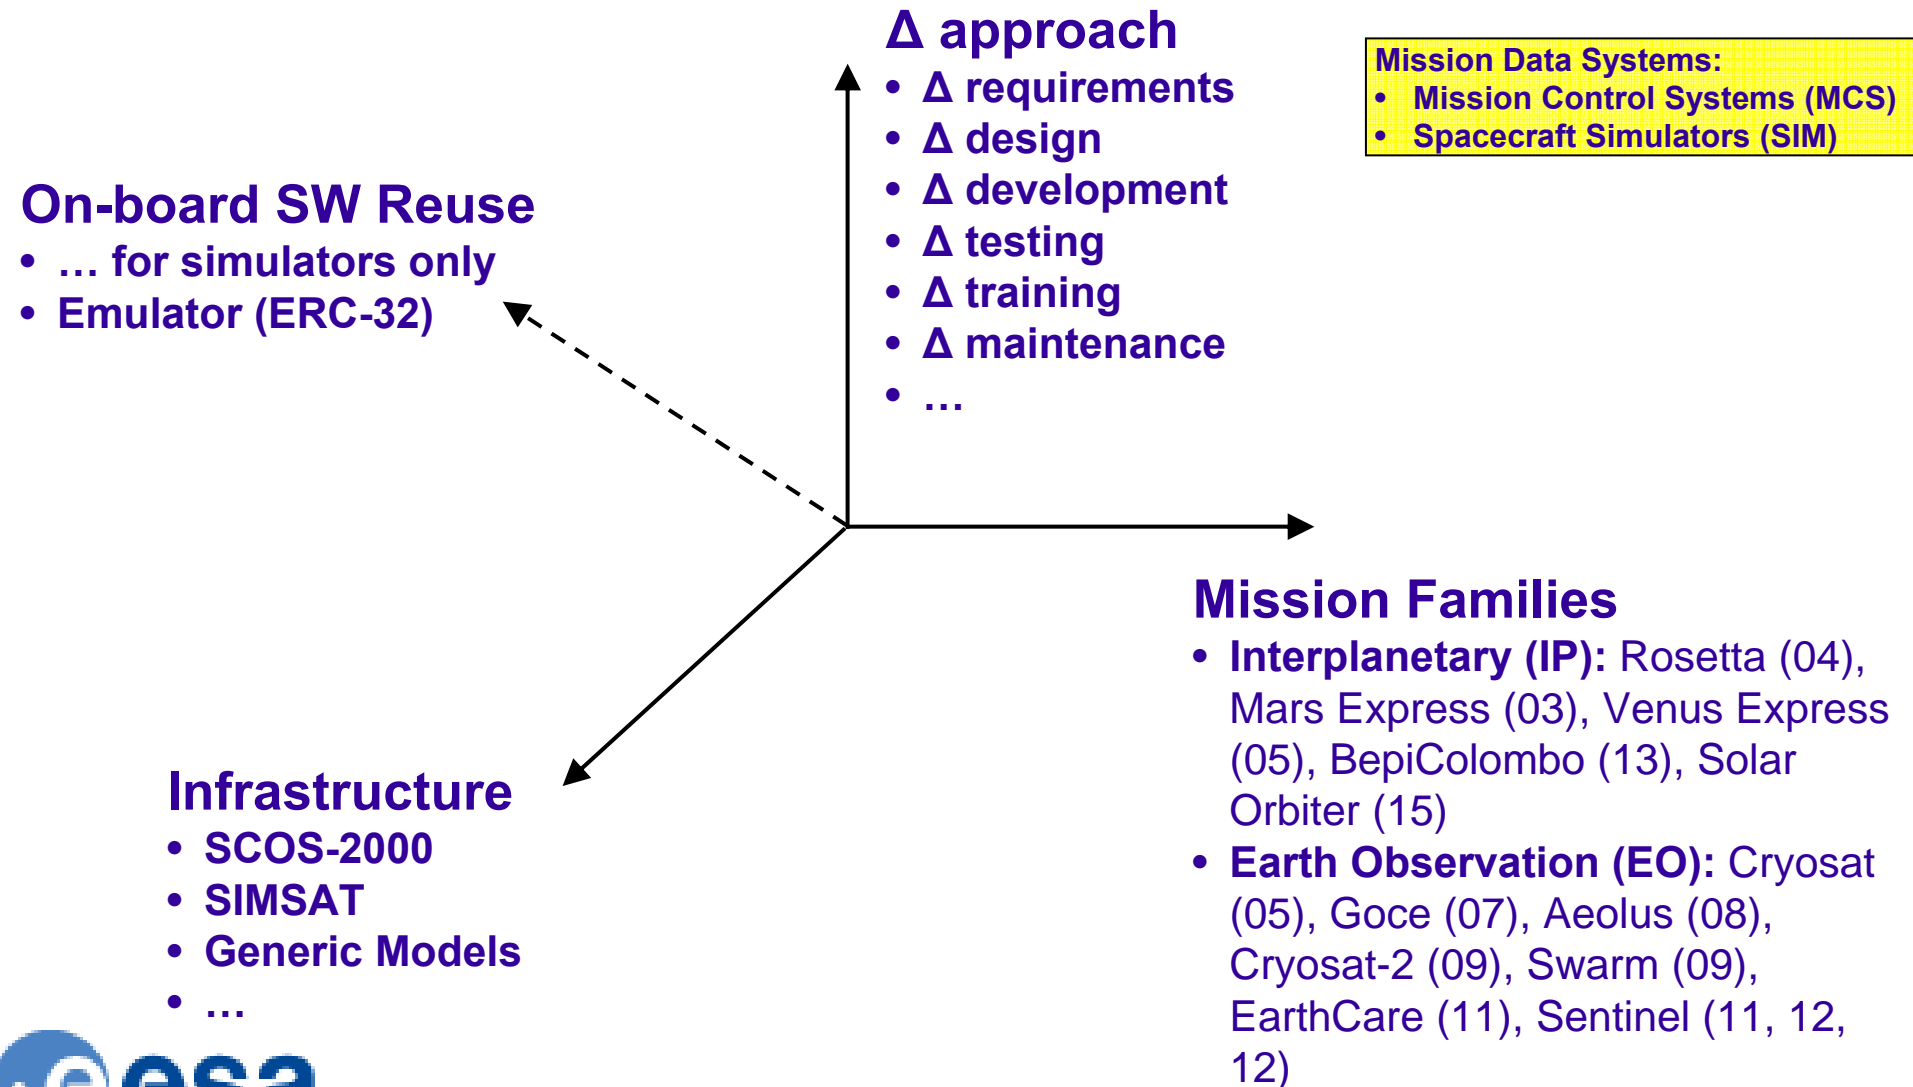 Δ approach
• Δ requirements
• Δ design
• Δ development
• Δ testing
• Δ training
• Δ maintenance
• …
Mission Data Systems:
• Mission Control Systems (MCS)
• Spacecraft Simulators (SIM)
On-board SW Reuse
• … for simulators only
• Emulator (ERC-32)
Mission Families
• Interplanetary (IP): Rosetta (04),
Mars Express (03), Venus Express
(05), BepiColombo (13), Solar
Orbiter (15)
• Earth Observation (EO): Cryosat
(05), Goce (07), Aeolus (08),
Cryosat-2 (09), Swarm (09),
EarthCare (11), Sentinel (11, 12,
12)
Infrastructure
• SCOS-2000
• SIMSAT
• Generic Models
• …
esa